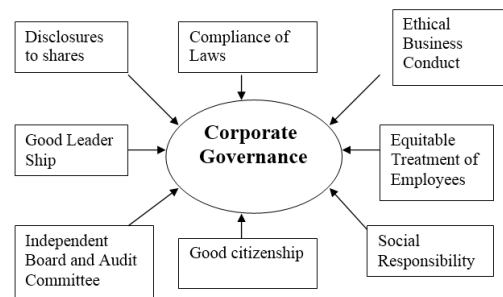 Disclosures
to shares
Compliance of
Laws
Ethical
Business
Conduct
Good Leader
Ship
Corporate
Governance
Equitable
Treatment of
Employees
Independent
Board and Audit
Committee
Good citizenship
Social
Responsibility